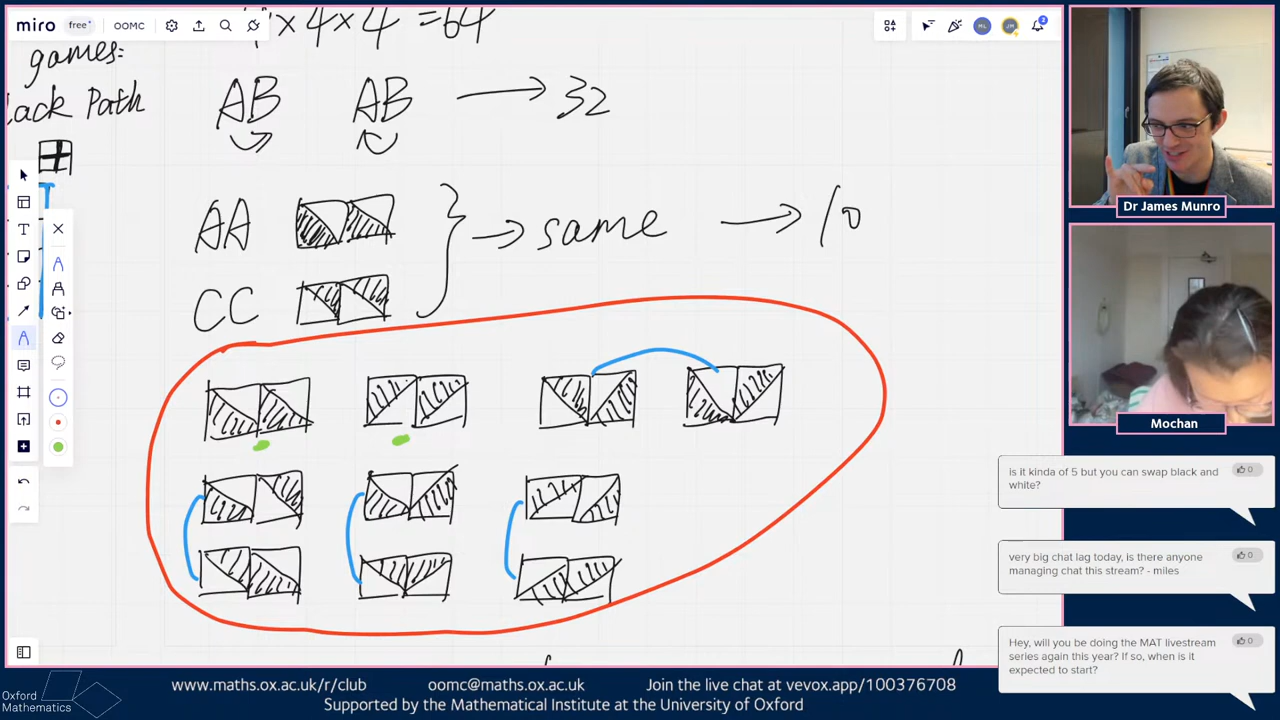 miro free OOMC
4 × 4 =64
games:
lack Path
AB AB → 32
AA
CC
→ same → 10
Dr James Munro
Mochan
is it kinda of 5 but you can swap black and
white?
0
very big chat lag today, is there anyone
managing chat this stream? - miles
0
Hey, will you be doing the MAT livestream
series again this year? If so, when is it
expected to start?
0
Oxford
Mathematics
www.maths.ox.ac.uk/r/club oomc@maths.ox.ac.uk Join the live chat at vevox.app/100376708
Supported by the Mathematical Institute at the University of Oxford